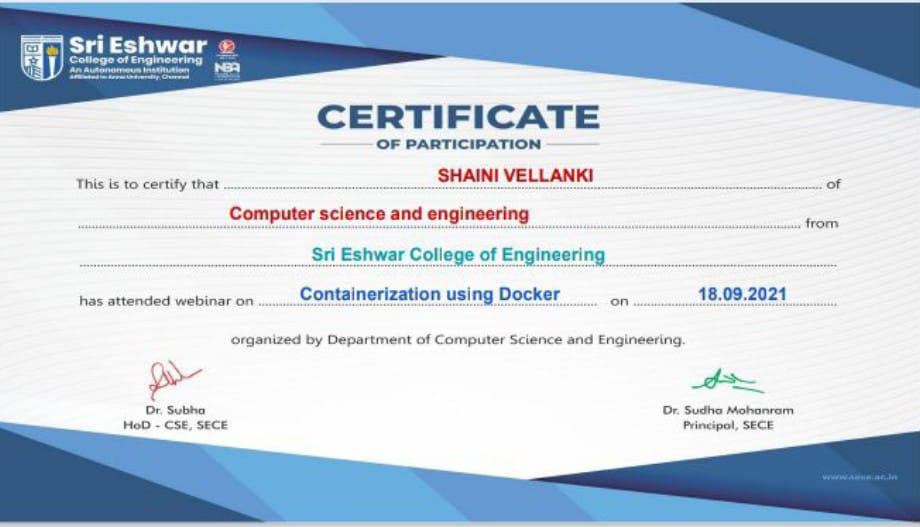 Sri Eshwar
College of Engineering
An Autonomous Institution
Affiliated to Anna University, Chennai
NBA
CERTIFICATE
OF PARTICIPATION
This is to certify that SHAINI VELLANKI of
Computer science and engineering from
Sri Eshwar College of Engineering
has attended webinar on Containerization using Docker on 18.09.2021
organized by Department of Computer Science and Engineering.
Dr. Subha
HoD - CSE, SECE
Dr. Sudha Mohanram
Principal, SECE
www.sece.ac.in